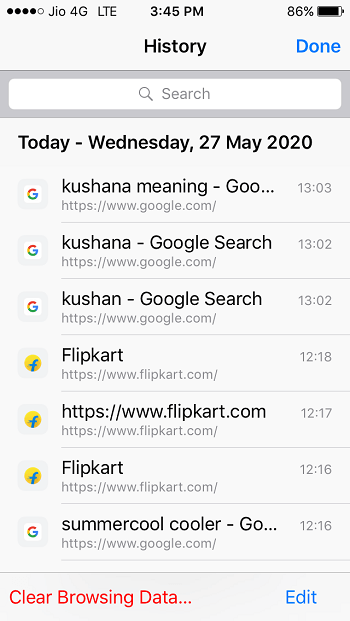 Jio 4G LTE 3:45 PM 86%
History Done
Search
Today - Wednesday, 27 May 2020
kushana meaning - Goo... 13:03
https://www.google.com/
kushana - Google Search 13:02
https://www.google.com/
kushan - Google Search 13:02
https://www.google.com/
Flipkart 12:18
https://www.flipkart.com/
https://www.flipkart.com 12:17
https://www.flipkart.com/
Flipkart 12:16
https://www.flipkart.com/
summercool cooler - Go... 12:16
https://www.google.com/
Clear Browsing Data... Edit